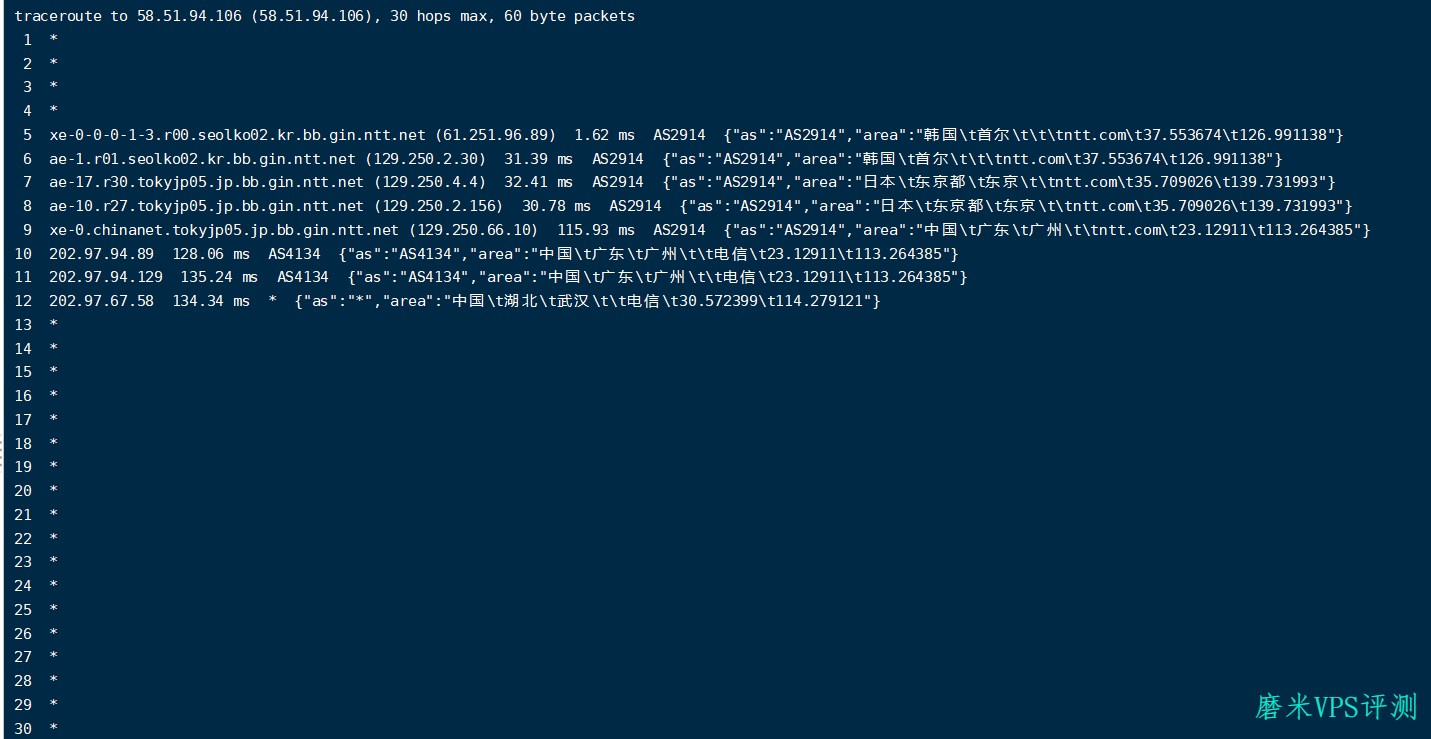 traceroute to 58.51.94.106 (58.51.94.106), 30 hops max, 60 byte packets
1 *
2 *
3 *
4 *
5 xe-0-0-0-1-3.r00.seolko02.kr.bb.gin.ntt.net (61.251.96.89) 1.62 ms AS2914 {"as":"AS2914","area":"韩国\t首尔\t\t\tntt.com\t37.553674\t126.991138"}
6 ae-1.r01.seolko02.kr.bb.gin.ntt.net (129.250.2.30) 31.39 ms AS2914 {"as":"AS2914","area":"韩国\t首尔\t\t\tntt.com\t37.553674\t126.991138"}
7 ae-17.r30.tokyjp05.jp.bb.gin.ntt.net (129.250.4.4) 32.41 ms AS2914 {"as":"AS2914","area":"日本\t东京都\t东京\t\tntt.com\t35.709026\t139.731993"}
8 ae-10.r27.tokyjp05.jp.bb.gin.ntt.net (129.250.2.156) 30.78 ms AS2914 {"as":"AS2914","area":"日本\t东京都\t东京\t\tntt.com\t35.709026\t139.731993"}
9 xe-0.chinanet.tokyjp05.jp.bb.gin.ntt.net (129.250.66.10) 115.93 ms AS2914 {"as":"AS2914","area":"中国\t广东\t广州\t\tntt.com\t23.12911\t113.264385"}
10 202.97.94.89 128.06 ms AS4134 {"as":"AS4134","area":"中国\t广东\t广州\t\t电信\t23.12911\t113.264385"}
11 202.97.94.129 135.24 ms AS4134 {"as":"AS4134","area":"中国\t广东\t广州\t\t电信\t23.12911\t113.264385"}
12 202.97.67.58 134.34 ms * {"as":"*","area":"中国\t湖北\t武汉\t\t电信\t30.572399\t114.279121"}
13 *
14 *
15 *
16 *
17 *
18 *
19 *
20 *
21 *
22 *
23 *
24 *
25 *
26 *
27 *
28 *
29 *
30 *
磨米VPS评测